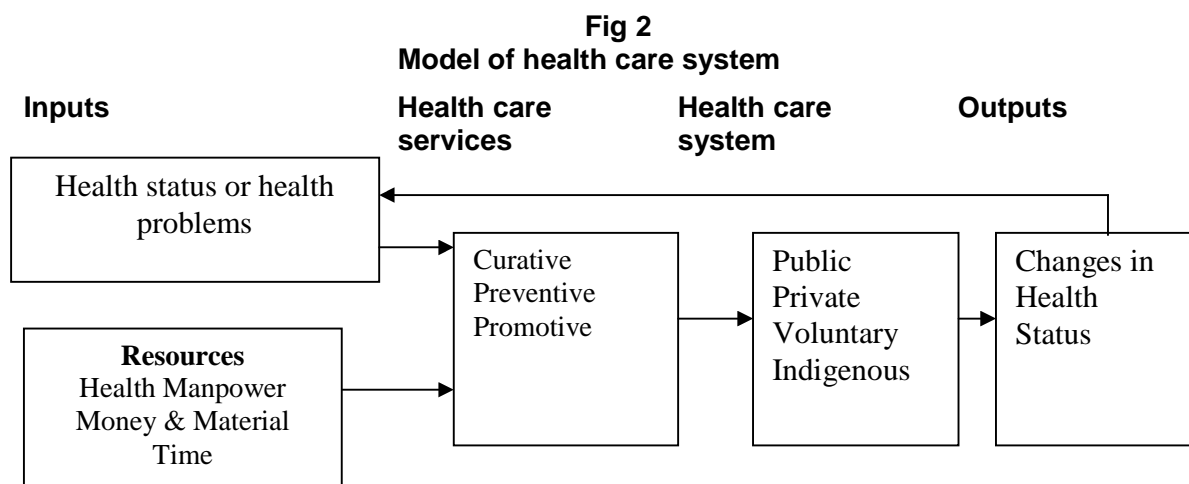 Fig 2
Model of health care system
Inputs
Health care
services
Health care
system
Outputs
Health status or health
problems
Resources
Health Manpower
Money & Material
Time
Curative
Preventive
Promotive
Public
Private
Voluntary
Indigenous
Changes in
Health
Status